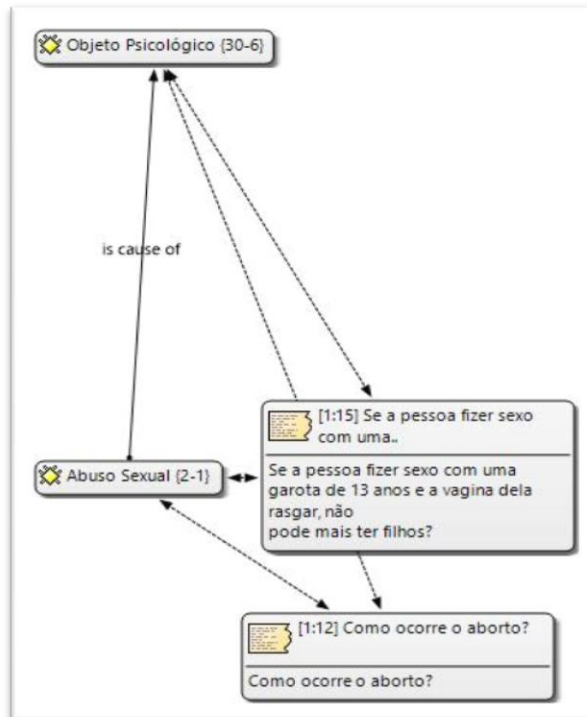 Objeto Psicológico {30-6}
is cause of
[1:15] Se a pessoa fizer sexo
com uma..
Se a pessoa fizer sexo com uma
garota de 13 anos e a vagina dela
rasgar, não
pode mais ter filhos?
Abuso Sexual {2-1}
[1:12] Como ocorre o aborto?
Como ocorre o aborto?